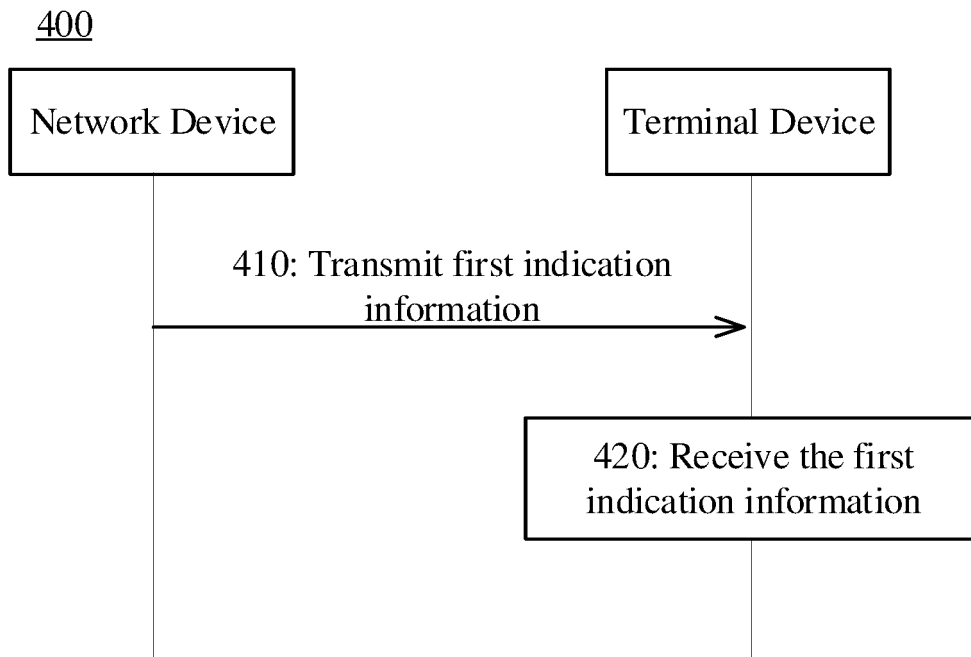 400
Network Device
Terminal Device
410: Transmit first indication
information
420: Receive the first
indication information